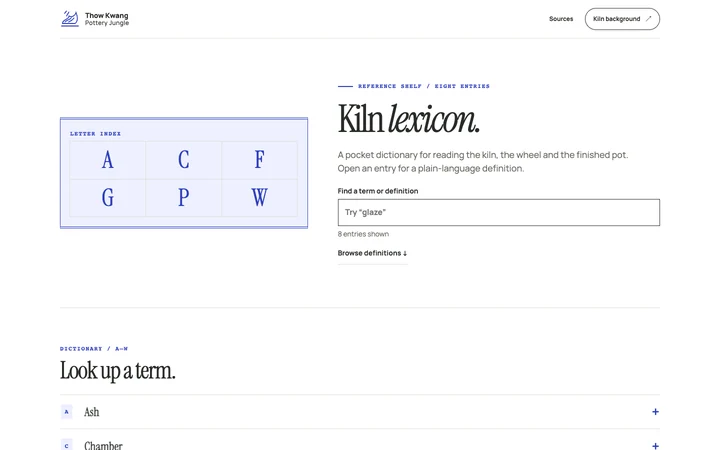 Thow Kwang
Pottery Jungle
Sources
Kiln background ↗
REFERENCE SHELF / EIGHT ENTRIES
Kiln lexicon.
A pocket dictionary for reading the kiln, the wheel and the finished pot.
Open an entry for a plain-language definition.
Find a term or definition
Try "glaze"
8 entries shown
Browse definitions ↓
LETTER INDEX
A C F
G P W
DICTIONARY / A–W
Look up a term.
A Ash +
C Chamber +